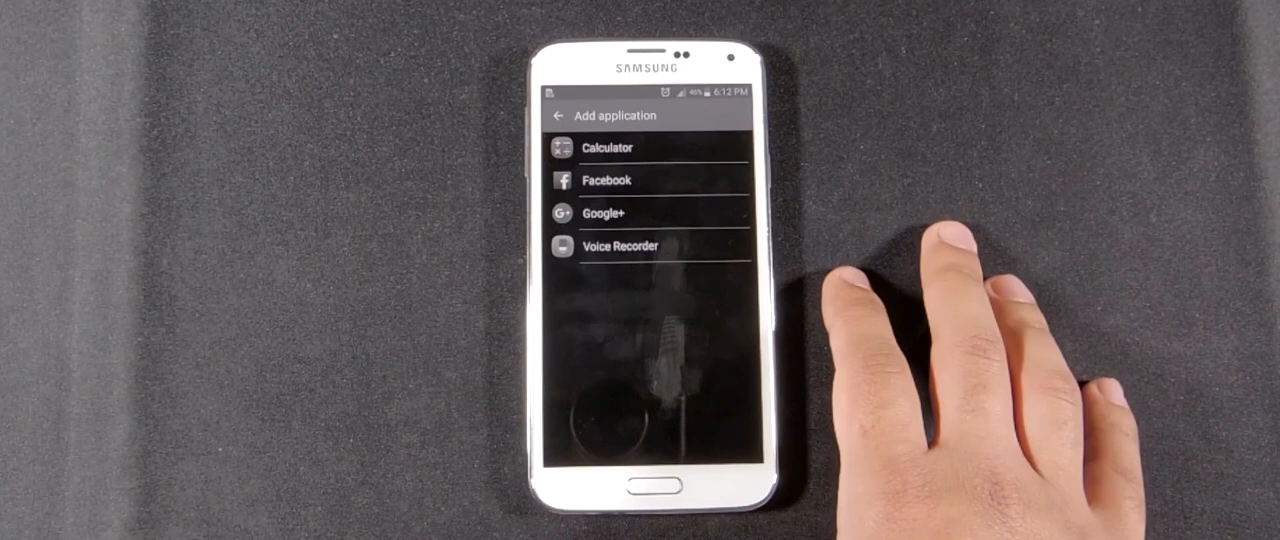 SAMSUNG
46% 6:12 PM
Add application
Calculator
Facebook
Google+
Voice Recorder